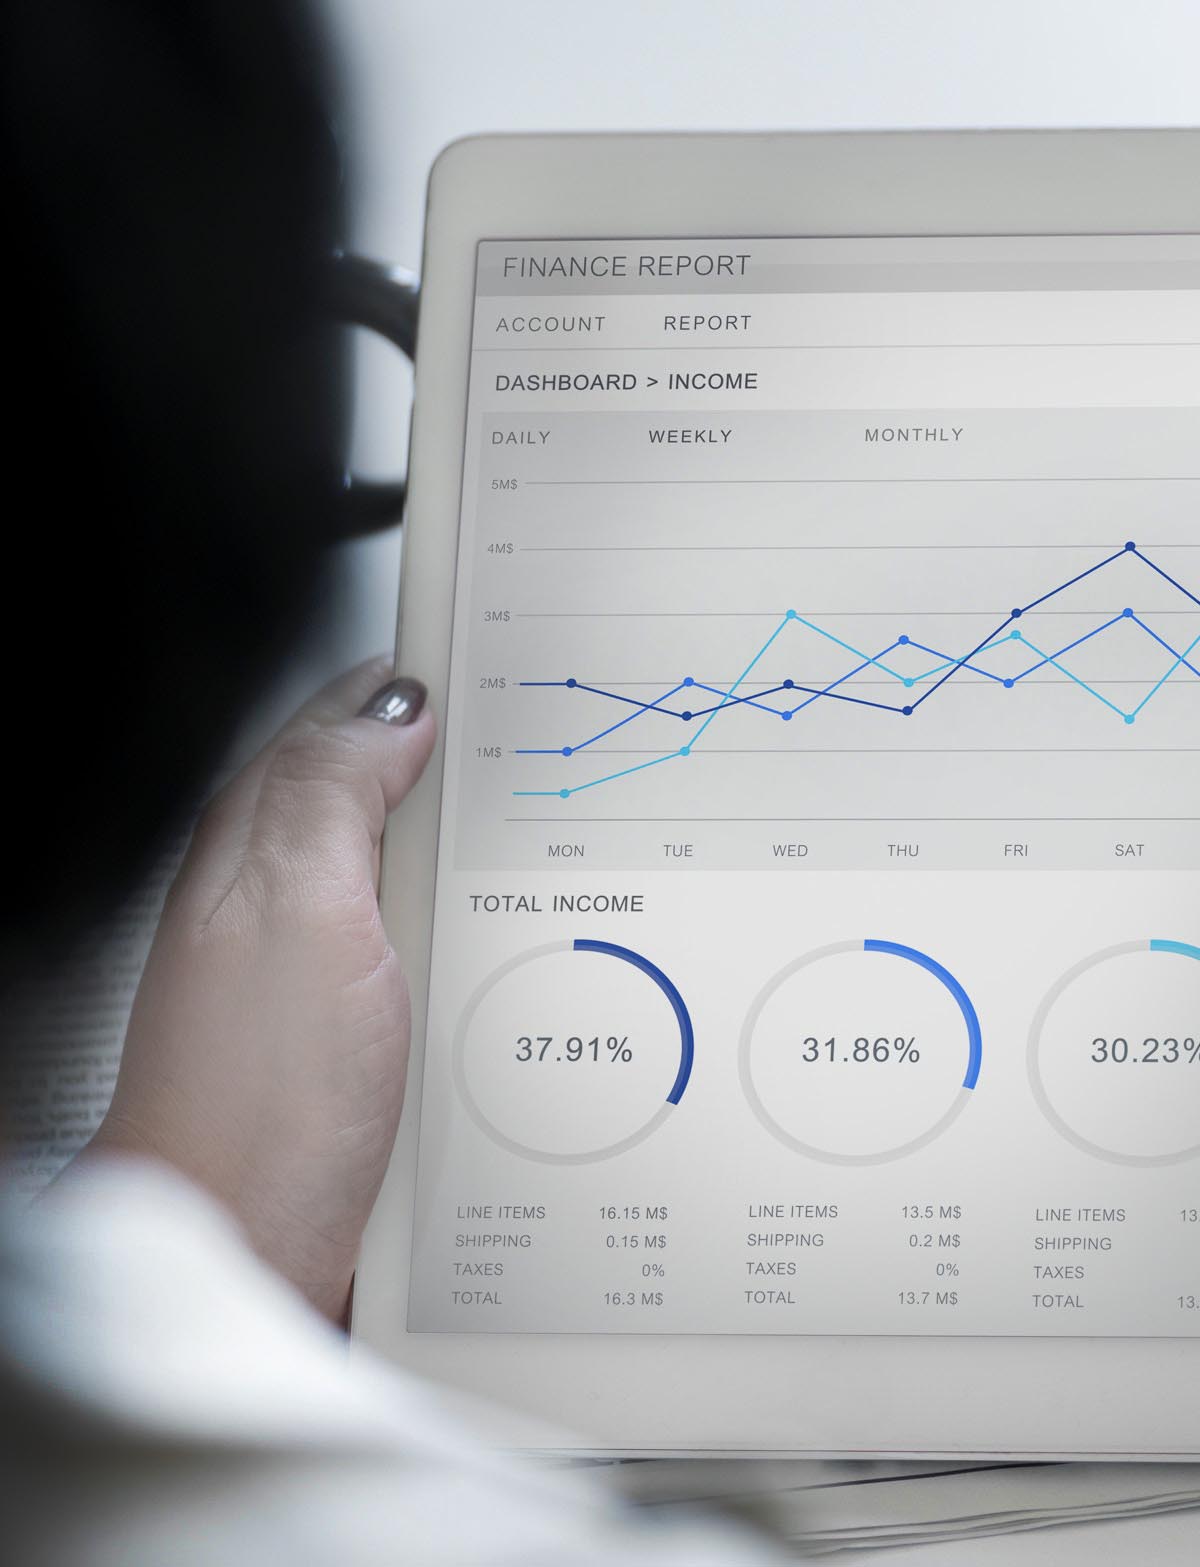 FINANCE REPORT
ACCOUNT REPORT
DASHBOARD > INCOME
DAILY WEEKLY MONTHLY
5M$
4M$
3M$
2M$
1M$
MON TUE WED THU FRI SAT
TOTAL INCOME
37.91% 31.86% 30.23%
LINE ITEMS 16.15 M$ LINE ITEMS 13.5 M$ LINE ITEMS 13.
SHIPPING 0.15 M$ SHIPPING 0.2 M$ SHIPPING
TAXES 0% TAXES 0% TAXES
TOTAL 16.3 M$ TOTAL 13.7 M$ TOTAL 13.